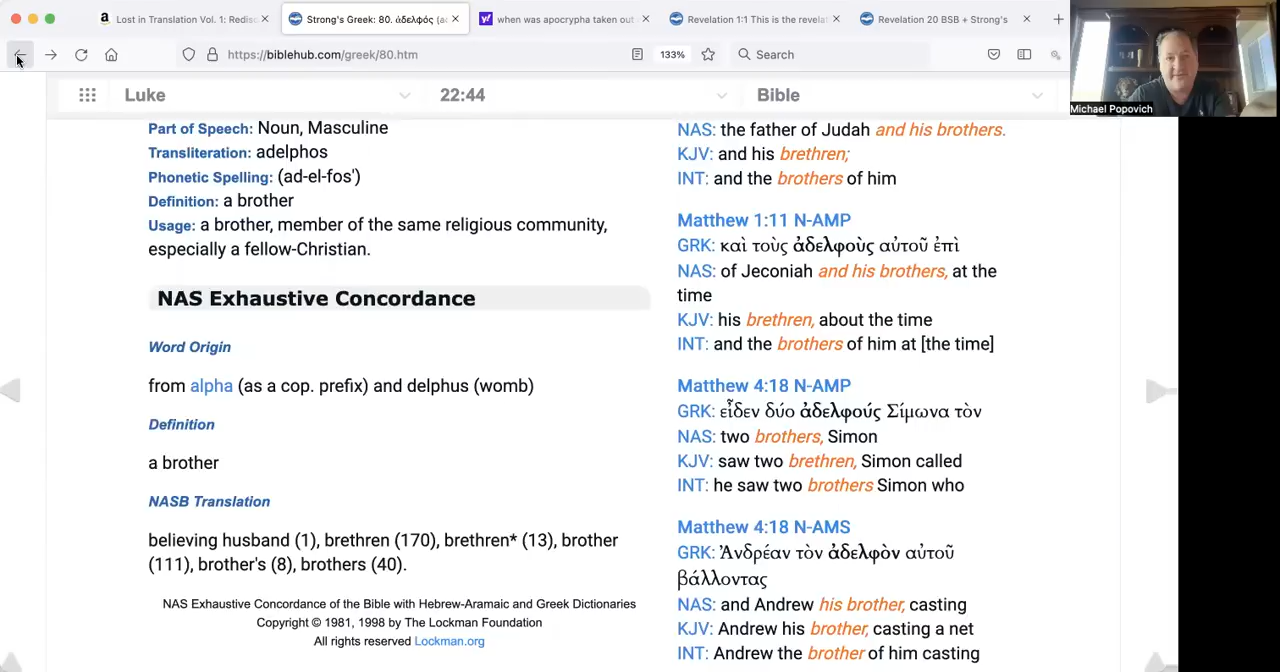 Lost in Translation Vol. 1: Redisc
Strong's Greek: 80. ἀδελφός (ac
when was apocrypha taken out
Revelation 1:1 This is the revelat
Revelation 20 BSB + Strong's
https://biblehub.com/greek/80.htm
133%
Search
Michael Popovich
Luke
22:44
Bible
Part of Speech: Noun, Masculine
Transliteration: adelphos
Phonetic Spelling: (ad-el-fos')
Definition: a brother
Usage: a brother, member of the same religious community,
especially a fellow-Christian.
NAS Exhaustive Concordance
Word Origin
from alpha (as a cop. prefix) and delphus (womb)
Definition
a brother
NASB Translation
believing husband (1), brethren (170), brethren* (13), brother
(111), brother's (8), brothers (40).
NAS Exhaustive Concordance of the Bible with Hebrew-Aramaic and Greek Dictionaries
Copyright © 1981, 1998 by The Lockman Foundation
All rights reserved Lockman.org
NAS: the father of Judah and his brothers.
KJV: and his brethren;
INT: and the brothers of him
Matthew 1:11 N-AMP
GRK: καὶ τοὺς ἀδελφοὺς αὐτοῦ ἐπὶ
NAS: of Jeconiah and his brothers, at the
time
KJV: his brethren, about the time
INT: and the brothers of him at [the time]
Matthew 4:18 N-AMP
GRK: εἶδεν δύο ἀδελφούς Σίμωνα τὸν
NAS: two brothers, Simon
KJV: saw two brethren, Simon called
INT: he saw two brothers Simon who
Matthew 4:18 N-AMS
GRK: Ἀνδρέαν τὸν ἀδελφὸν αὐτοῦ
βάλλοντας
NAS: and Andrew his brother, casting
KJV: Andrew his brother, casting a net
INT: Andrew the brother of him casting